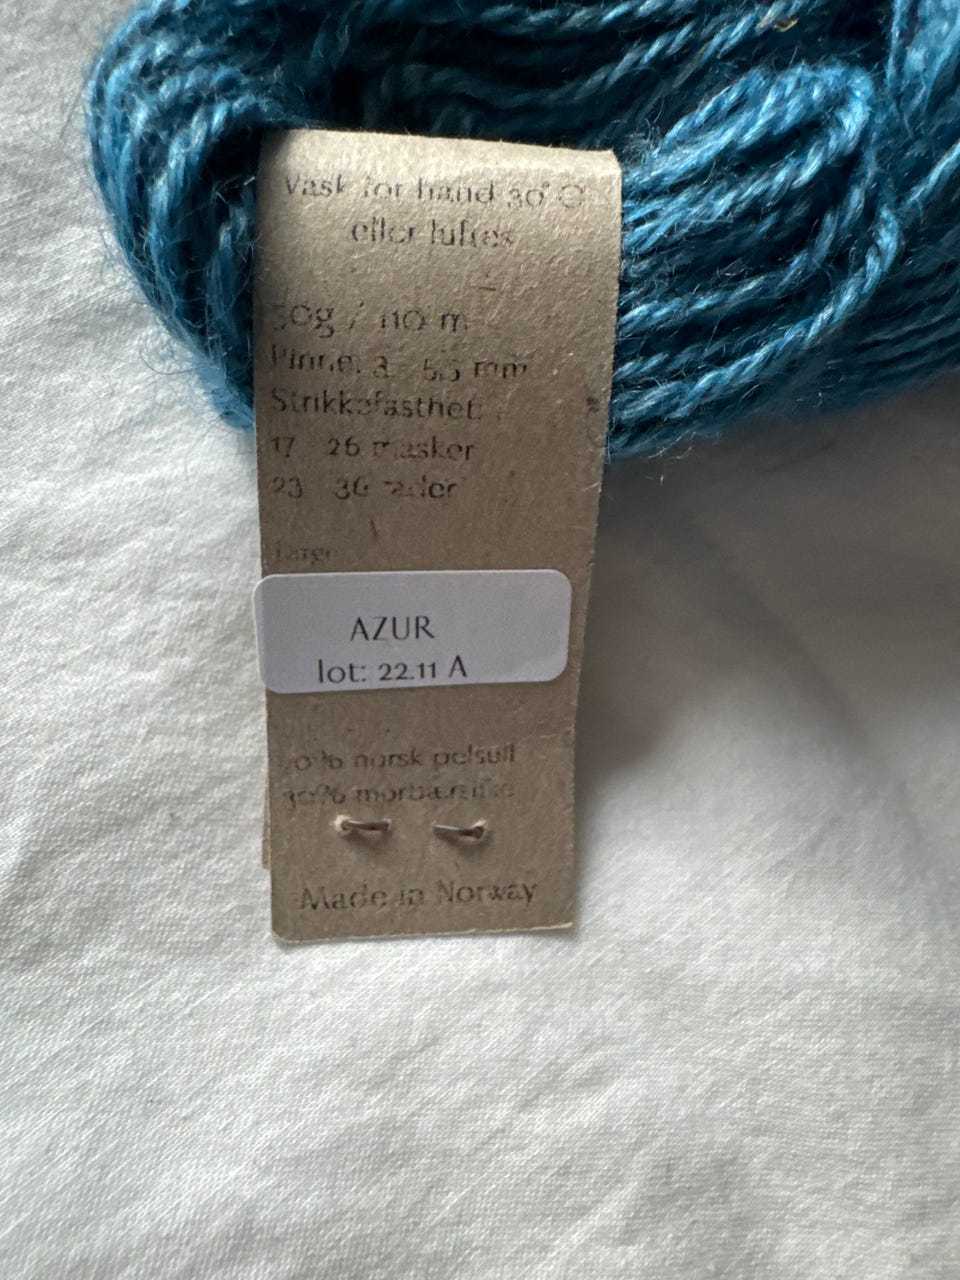 Vask for hånd 30° C
eller luftes
50g / 110 m
Pinne: 3 5,5 mm
Strikkefasthet:
17 26 masker
23 36 rader
Farge
AZUR
lot: 22.11 A
norsk pelsull
30% morbærsilke
Made in Norway